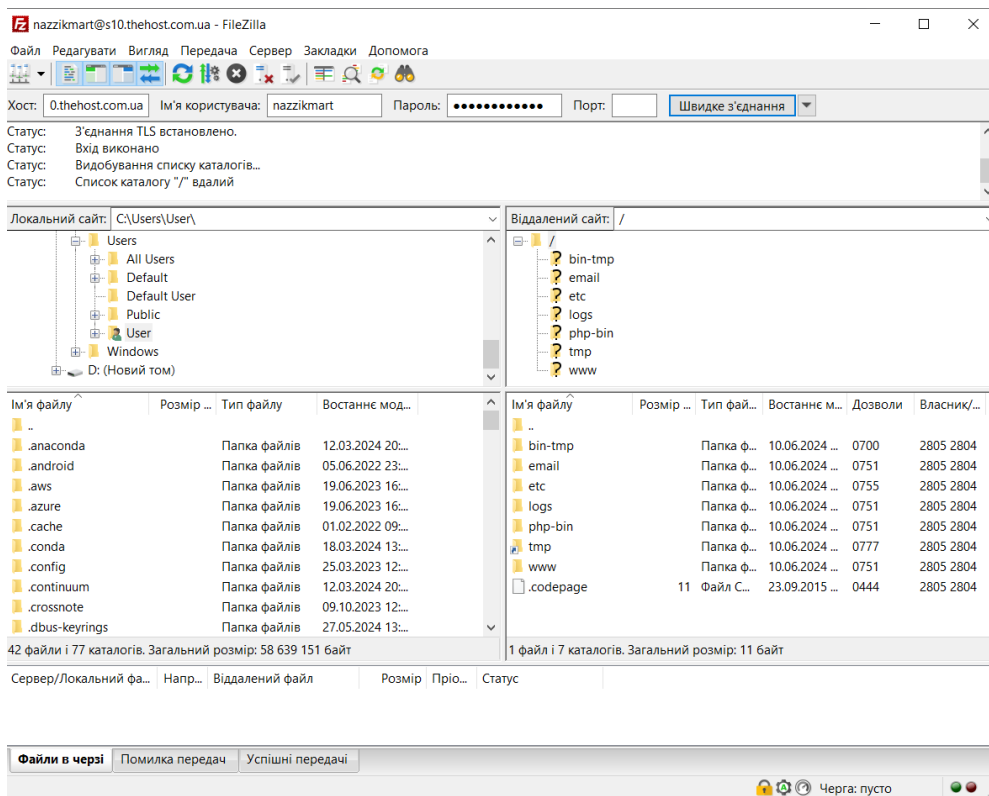 nazzikmart@s10.thehost.com.ua - FileZilla
Файл Редагувати Вигляд Передача Сервер Закладки Допомога
Хост: 0.thehost.com.ua Ім'я користувача: nazzikmart Пароль: ●●●●●●●●●●●● Порт: Швидке з'єднання
Статус: З'єднання TLS встановлено.
Статус: Вхід виконано
Статус: Видобування списку каталогів...
Статус: Список каталогу "/" вдалий
Локальний сайт: C:\Users\User\
Users
All Users
Default
Default User
Public
User
Windows
D: (Новий том)
Віддалений сайт: /
/
bin-tmp
email
etc
logs
php-bin
tmp
www
Ім'я файлу Розмір ... Тип файлу Востаннє мод...
..
.anaconda Папка файлів 12.03.2024 20:...
.android Папка файлів 05.06.2022 23:...
.aws Папка файлів 19.06.2023 16:...
.azure Папка файлів 19.06.2023 16:...
.cache Папка файлів 01.02.2022 09:...
.conda Папка файлів 18.03.2024 13:...
.config Папка файлів 25.03.2023 12:...
.continuum Папка файлів 12.03.2024 20:...
.crossnote Папка файлів 09.10.2023 12:...
.dbus-keyrings Папка файлів 27.05.2024 13:...
42 файли і 77 каталогів. Загальний розмір: 58 639 151 байт
Ім'я файлу Розмір ... Тип фай... Востаннє м... Дозволи Власник/...
..
bin-tmp Папка ф... 10.06.2024 ... 0700 2805 2804
email Папка ф... 10.06.2024 ... 0751 2805 2804
etc Папка ф... 10.06.2024 ... 0755 2805 2804
logs Папка ф... 10.06.2024 ... 0751 2805 2804
php-bin Папка ф... 10.06.2024 ... 0751 2805 2804
tmp Папка ф... 10.06.2024 ... 0777 2805 2804
www Папка ф... 10.06.2024 ... 0751 2805 2804
.codepage 11 Файл C... 23.09.2015 ... 0444 2805 2804
1 файл і 7 каталогів. Загальний розмір: 11 байт
Сервер/Локальний фа... Напр... Віддалений файл Розмір Пріо... Статус
Файли в черзі Помилка передач Успішні передачі
Черга: пусто